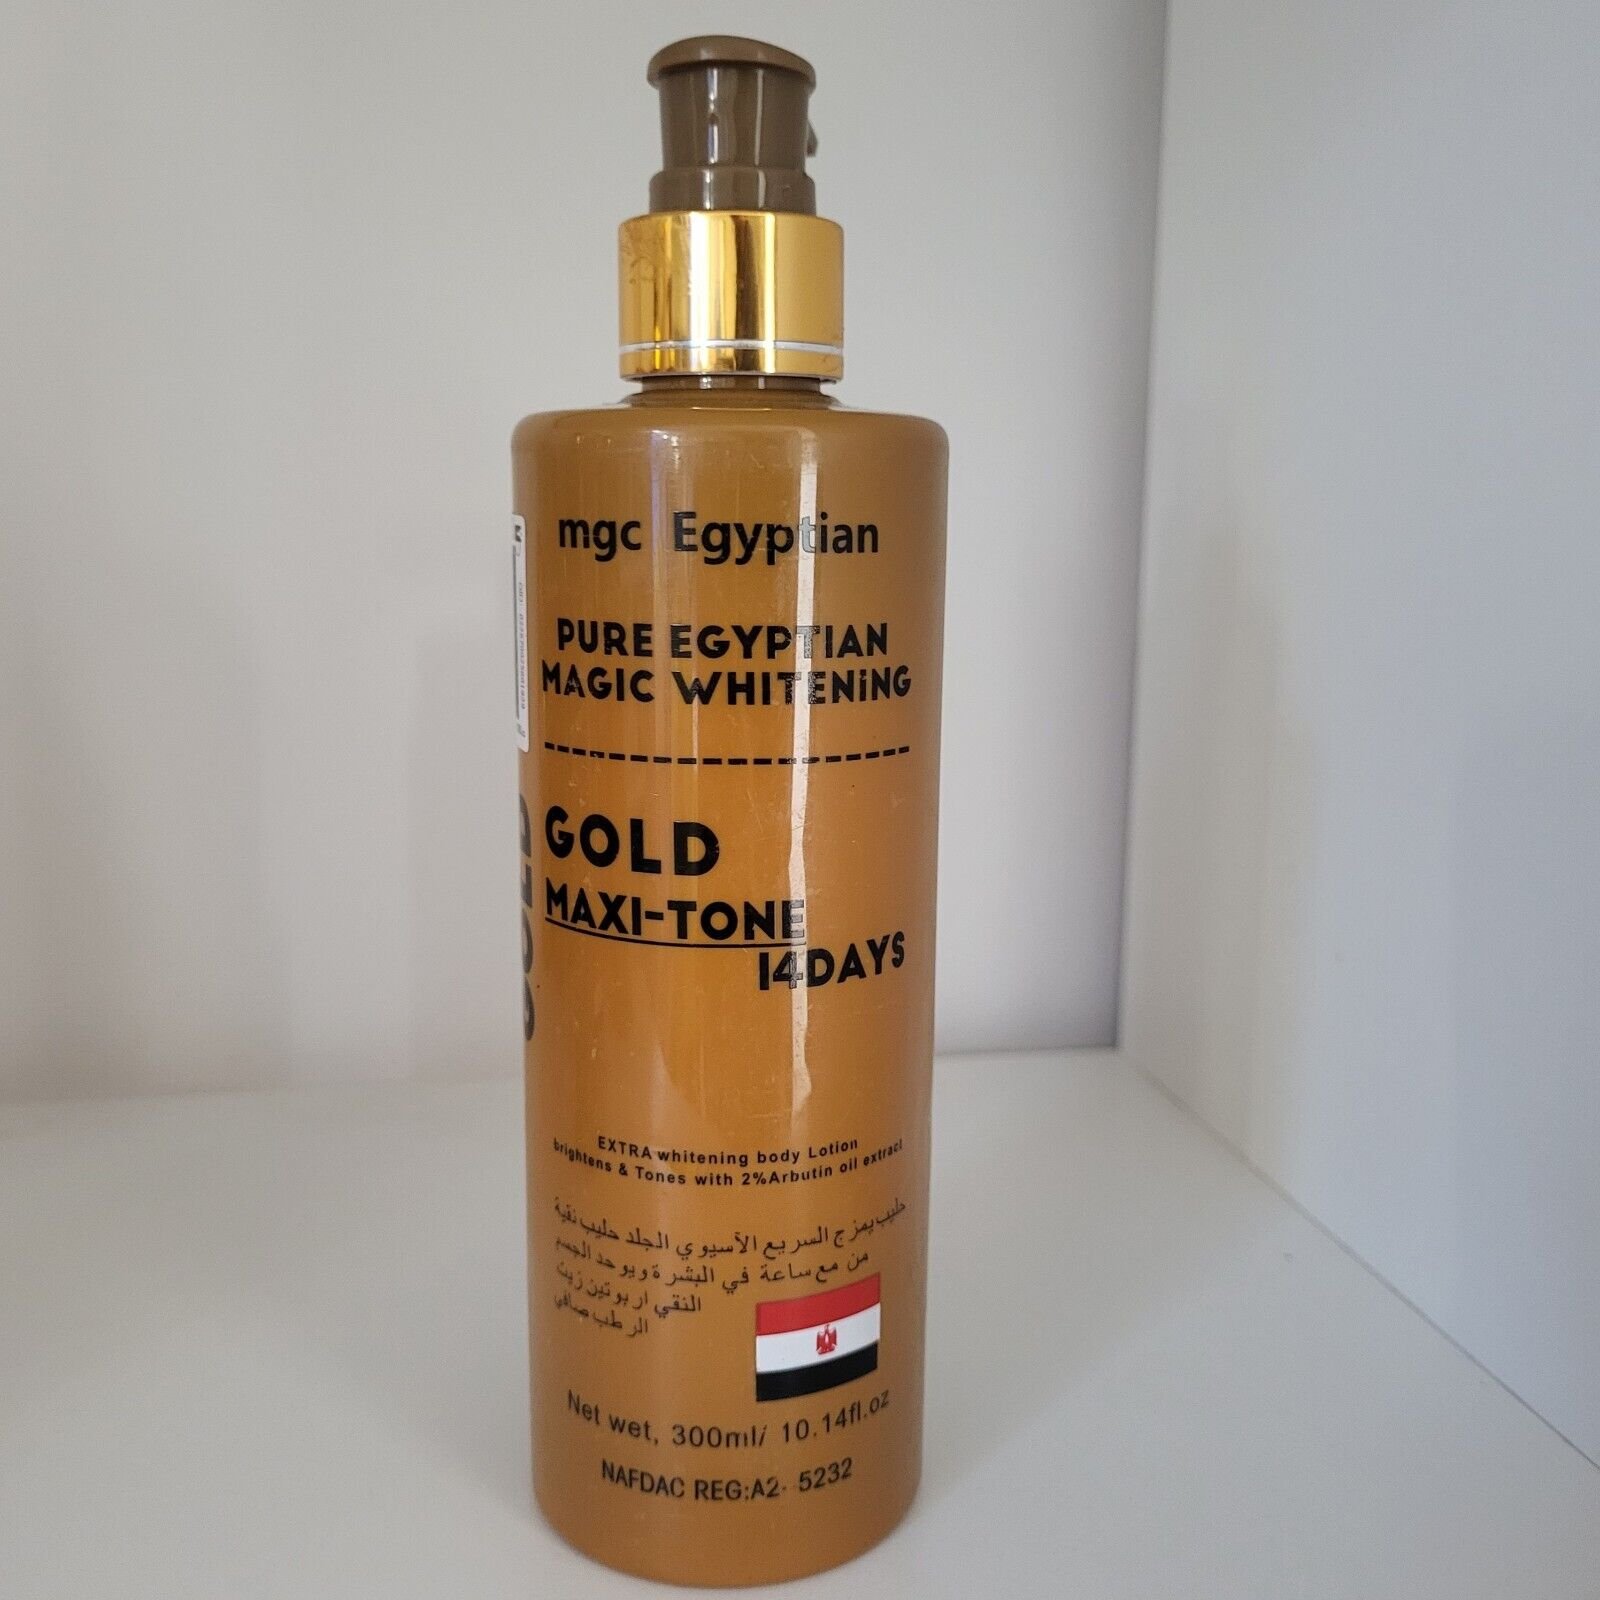 mgc Egyptian
PURE EGYPTIAN
MAGIC WHITENiNG
GOLD
MAXI-TONE
14DAYS
EXTRA whitening body Lotion
brightens & Tones with 2%Arbutin oil extract
حليب يمزج السريع الآسيوي الجلد حليب نقية
من مع ساعة في البشرة ويوحد الجسم
النقي اربوتين زيت
الرطب صافي
Net wet, 300ml/ 10.14fl.oz
NAFDAC REG:A2- 5232
GOLD